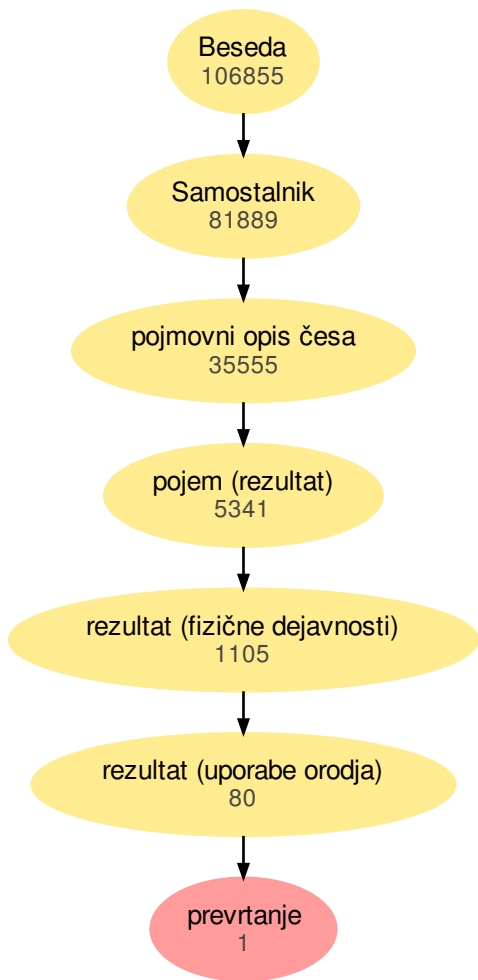 Beseda
106855
Samostalnik
81889
pojmovni opis česa
35555
pojem (rezultat)
5341
rezultat (fizične dejavnosti)
1105
rezultat (uporabe orodja)
80
prevrtanje
1